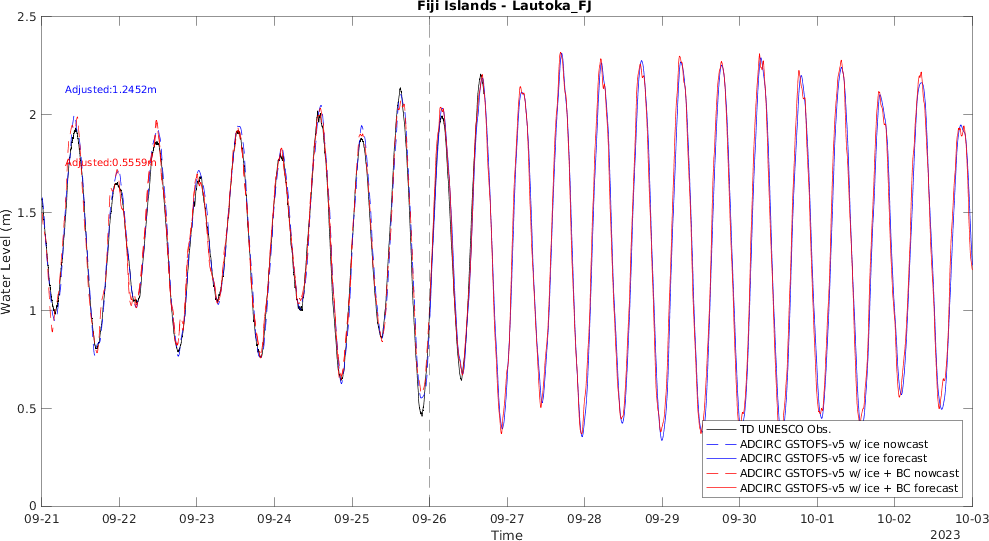 Fiji Islands - Lautoka_FJ
2.5
2
1.5
1
0.5
0
Water Level (m)
Adjusted:1.2452m
Adjusted:0.5559m
TD UNESCO Obs.
ADCIRC GSTOFS-v5 w/ ice nowcast
ADCIRC GSTOFS-v5 w/ ice forecast
ADCIRC GSTOFS-v5 w/ ice + BC nowcast
ADCIRC GSTOFS-v5 w/ ice + BC forecast
09-21 09-22 09-23 09-24 09-25 09-26 09-27 09-28 09-29 09-30 10-01 10-02 10-03
Time
2023